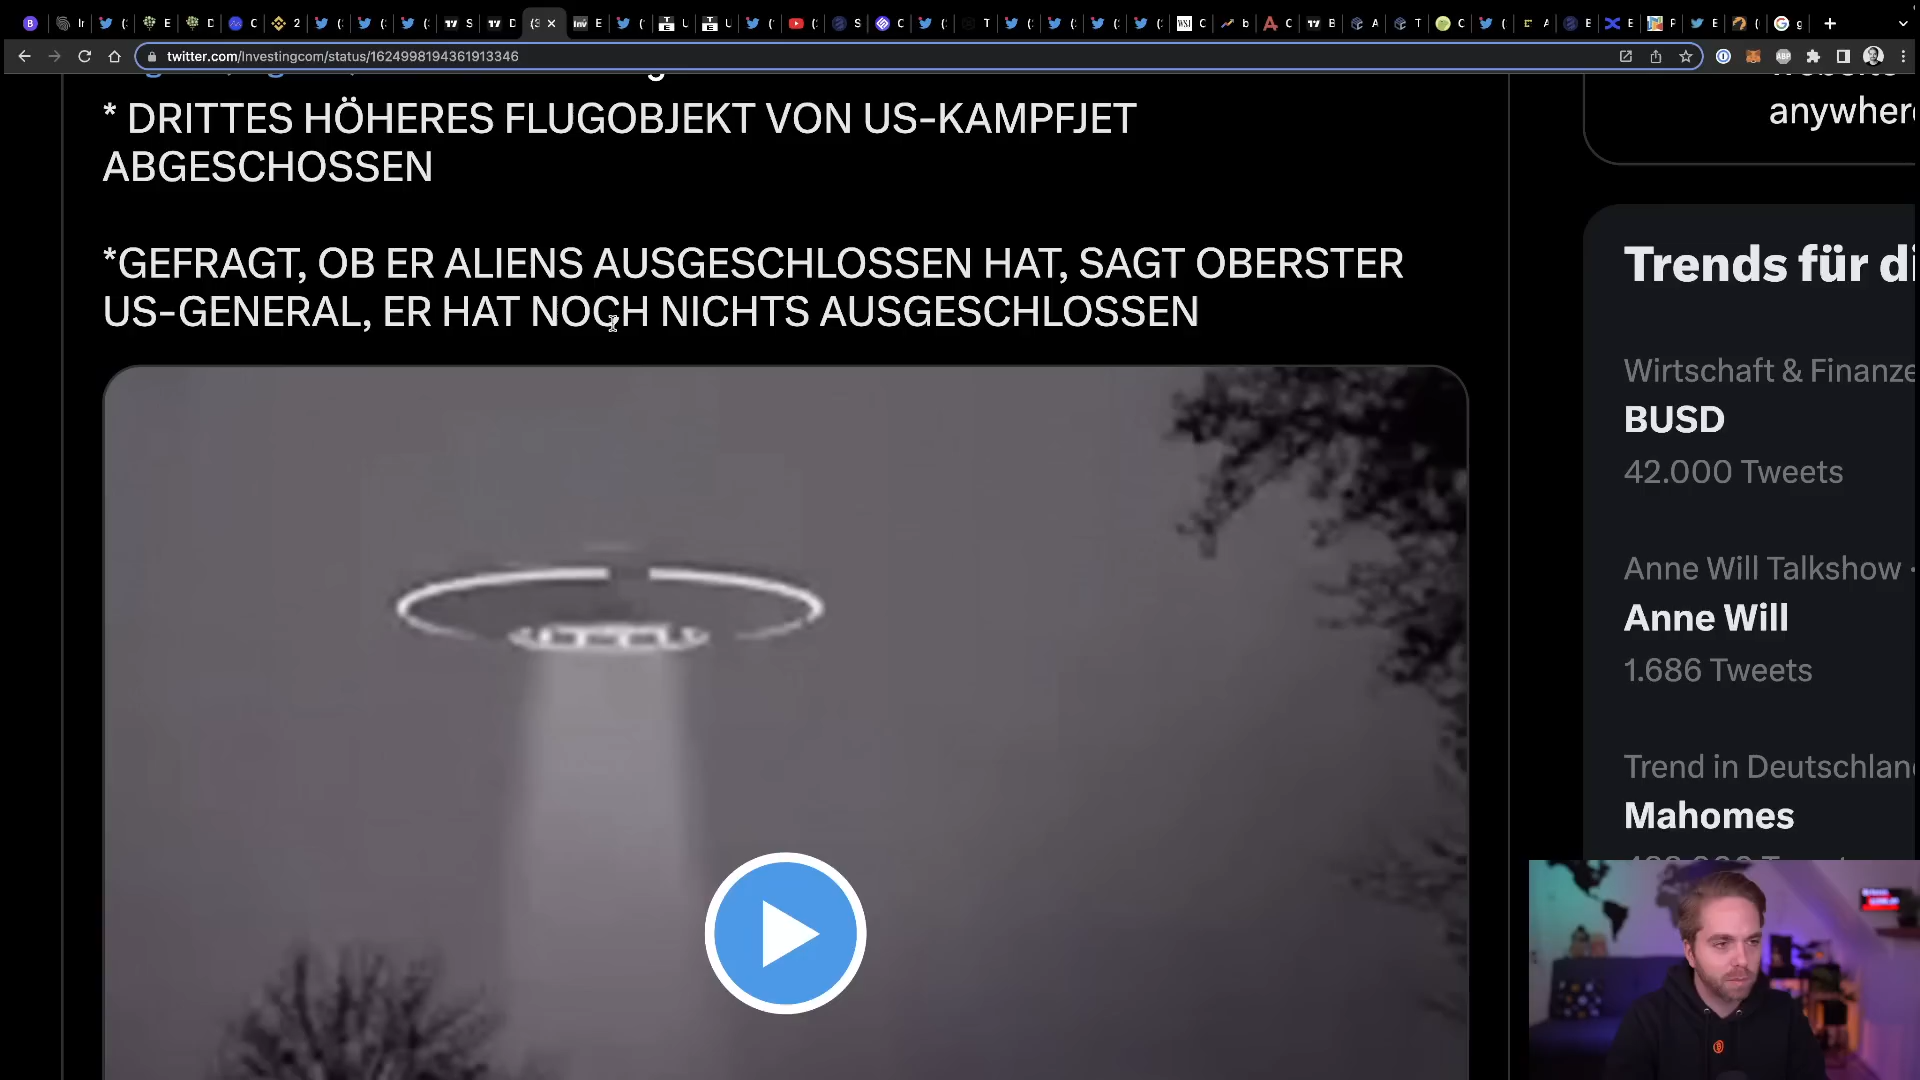 twitter.com/Investingcom/status/1624998194361913346
* DRITTES HÖHERES FLUGOBJEKT VON US-KAMPFJET
ABGESCHOSSEN
*GEFRAGT, OB ER ALIENS AUSGESCHLOSSEN HAT, SAGT OBERSTER
US-GENERAL, ER HAT NOCH NICHTS AUSGESCHLOSSEN
Trends für di
Wirtschaft & Finanze
BUSD
42.000 Tweets
Anne Will Talkshow ·
Anne Will
1.686 Tweets
Trend in Deutschlan
Mahomes